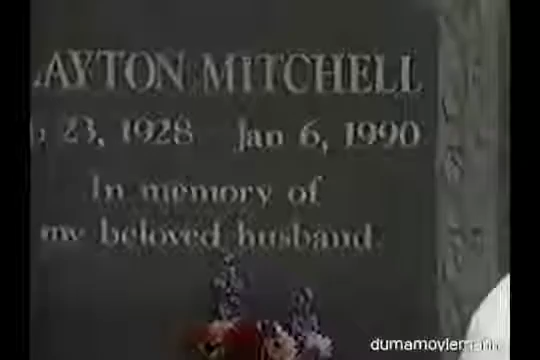 AYTON MITCHELL
23, 1928 Jan 6, 1990
In memory of
my beloved husband.